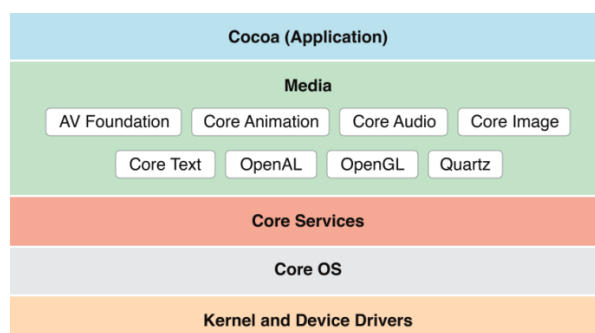 Cocoa (Application)
Media
AV Foundation Core Animation Core Audio Core Image
Core Text OpenAL OpenGL Quartz
Core Services
Core OS
Kernel and Device Drivers